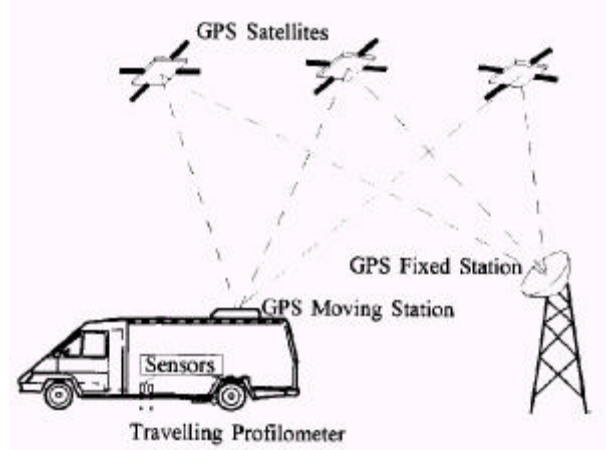 GPS Satellites
GPS Fixed Station
GPS Moving Station
Sensors
Travelling Profilometer